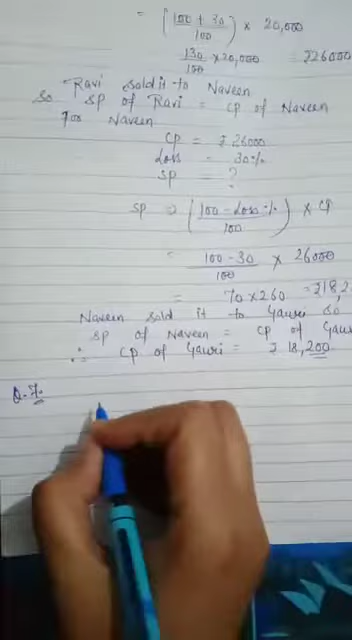 = (100 + 30 / 100) × 20,000
130/100 × 20,000 = ₹26000
Ravi sold it to Naveen
so SP of Ravi = CP of Naveen
for Naveen
CP = ₹ 26000
Loss = 30%
SP = ?
SP ⇒ (100 - Loss % / 100) × CP
= 100 - 30 / 100 × 26000
= 70 × 260 = ₹18,2
Naveen sold it to Gauri so
SP of Naveen = CP of Gau
∴ CP of Gauri = ₹ 18,200
Q.7.